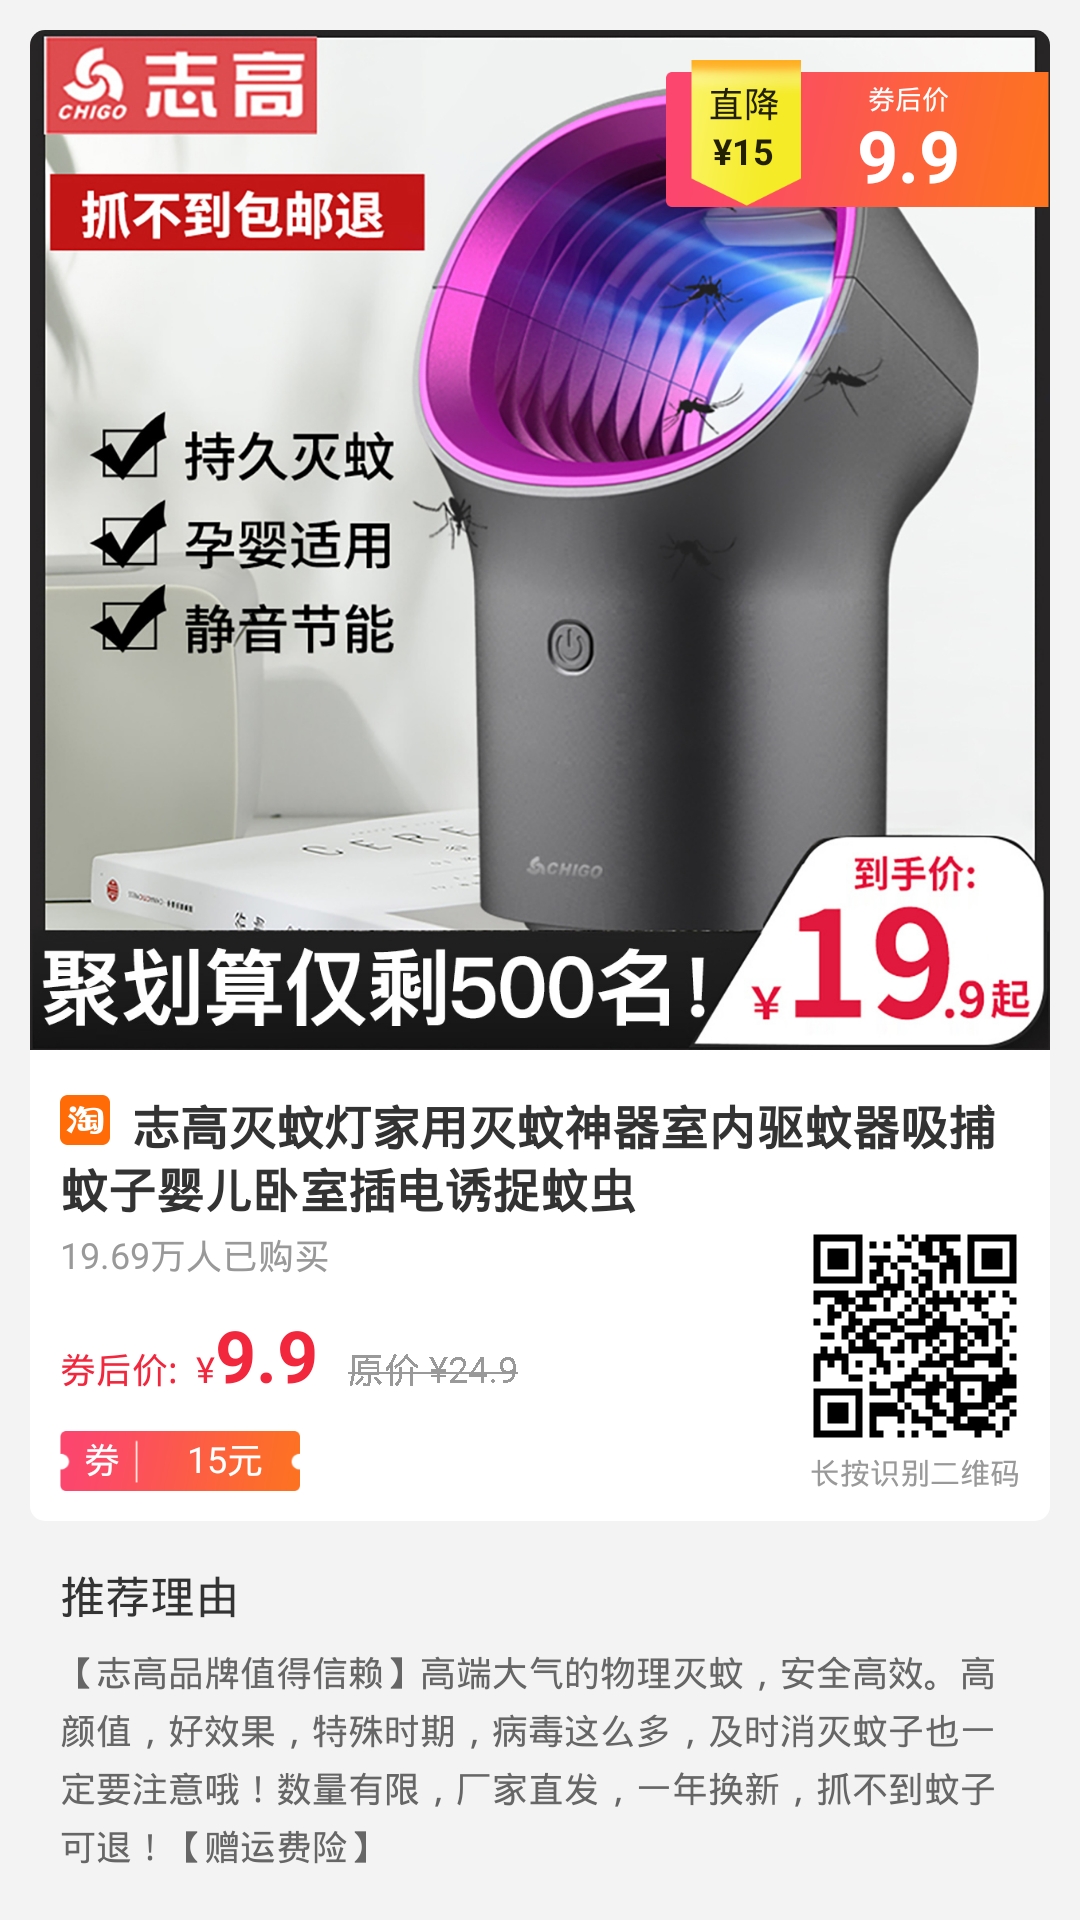 CHIGO 志高
直降
¥15
券后价
9.9
抓不到包邮退
持久灭蚊
孕婴适用
静音节能
CERE
CHIGO
到手价:
¥19.9起
聚划算仅剩500名!
淘 志高灭蚊灯家用灭蚊神器室内驱蚊器吸捕
蚊子婴儿卧室插电诱捉蚊虫
19.69万人已购买
券后价: ¥9.9 原价 ¥24.9
券 15元
长按识别二维码
推荐理由
【志高品牌值得信赖】高端大气的物理灭蚊，安全高效。高
颜值，好效果，特殊时期，病毒这么多，及时消灭蚊子也一
定要注意哦！数量有限，厂家直发，一年换新，抓不到蚊子
可退！【赠运费险】